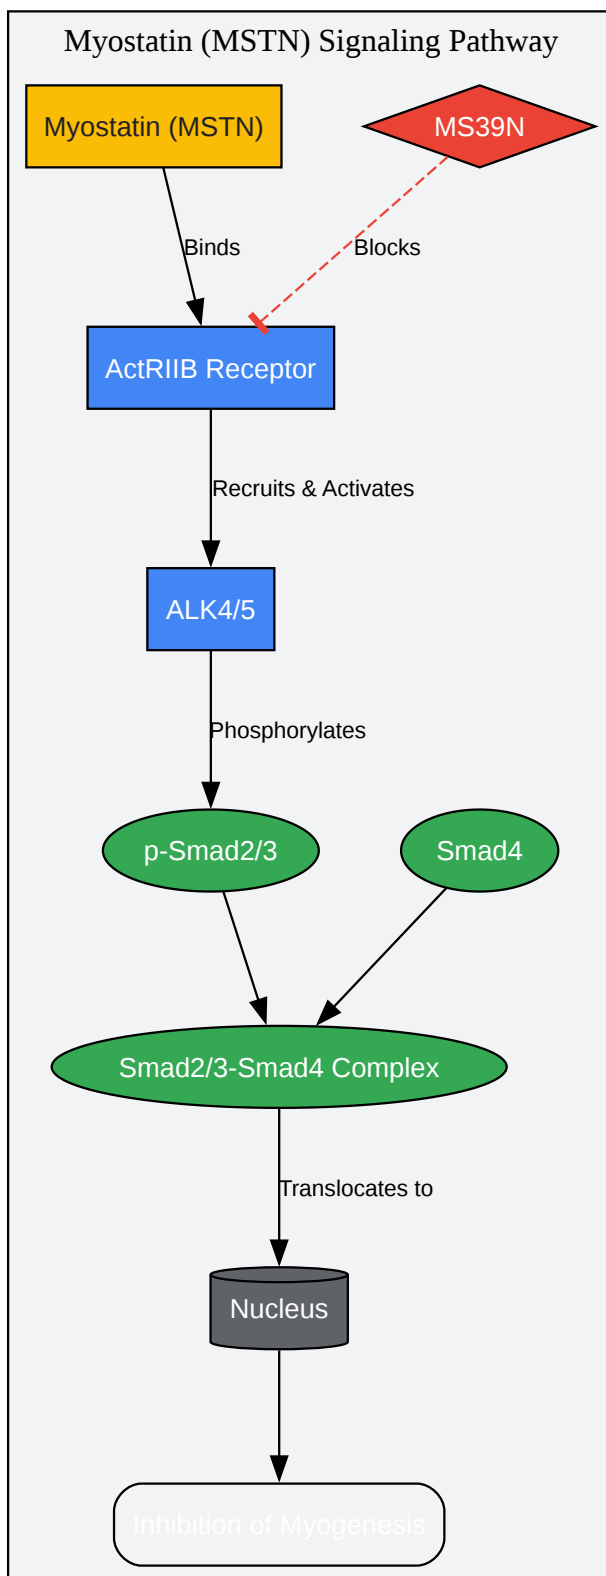 Myostatin (MSTN) Signaling Pathway
Myostatin (MSTN)
MS39N
Binds
Blocks
ActRIIB Receptor
Recruits & Activates
ALK4/5
Phosphorylates
p-Smad2/3
Smad4
Smad2/3-Smad4 Complex
Translocates to
Nucleus
Inhibition of Myogenesis